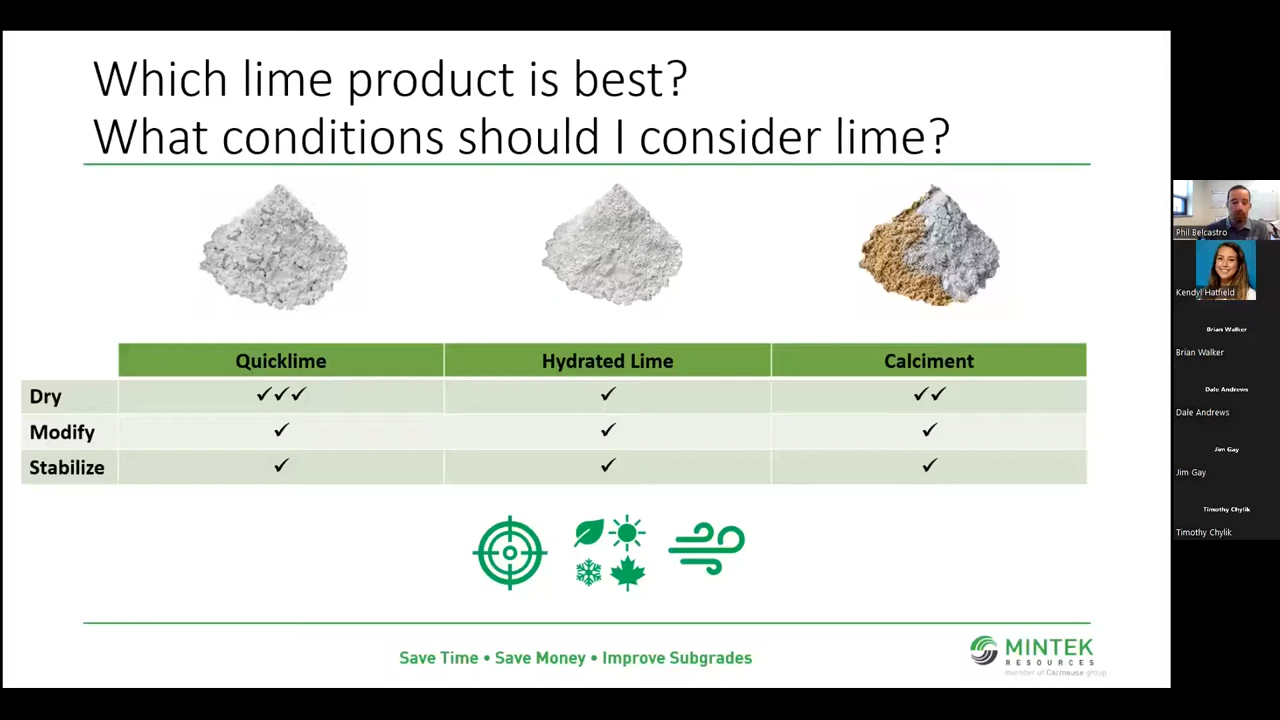 Which lime product is best?
What conditions should I consider lime?
Quicklime Hydrated Lime Calciment
Dry ✓✓✓ ✓ ✓✓
Modify ✓ ✓ ✓
Stabilize ✓ ✓ ✓
Save Time • Save Money • Improve Subgrades
MINTEK
RESOURCES
member of Carmeuse group
Phil Belcastro
Kendyl Hatfield
Brian Walker
Brian Walker
Dale Andrews
Dale Andrews
Jim Gay
Jim Gay
Timothy Chylik
Timothy Chylik